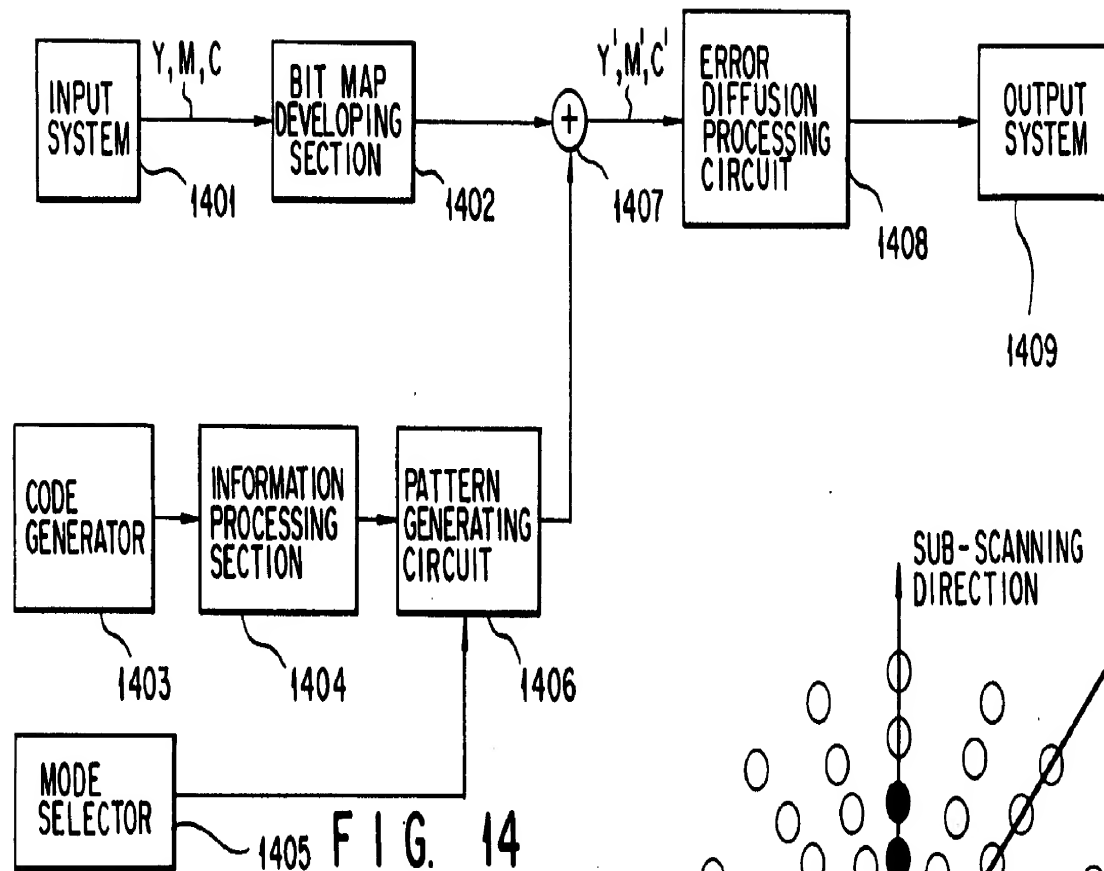 INPUT
SYSTEM
1401
Y, M, C
BIT MAP
DEVELOPING
SECTION
1402
+
1407
Y', M', C'
ERROR
DIFFUSION
PROCESSING
CIRCUIT
1408
OUTPUT
SYSTEM
1409
CODE
GENERATOR
1403
INFORMATION
PROCESSING
SECTION
1404
PATTERN
GENERATING
CIRCUIT
1406
MODE
SELECTOR
1405
FIG. 14
SUB-SCANNING
DIRECTION